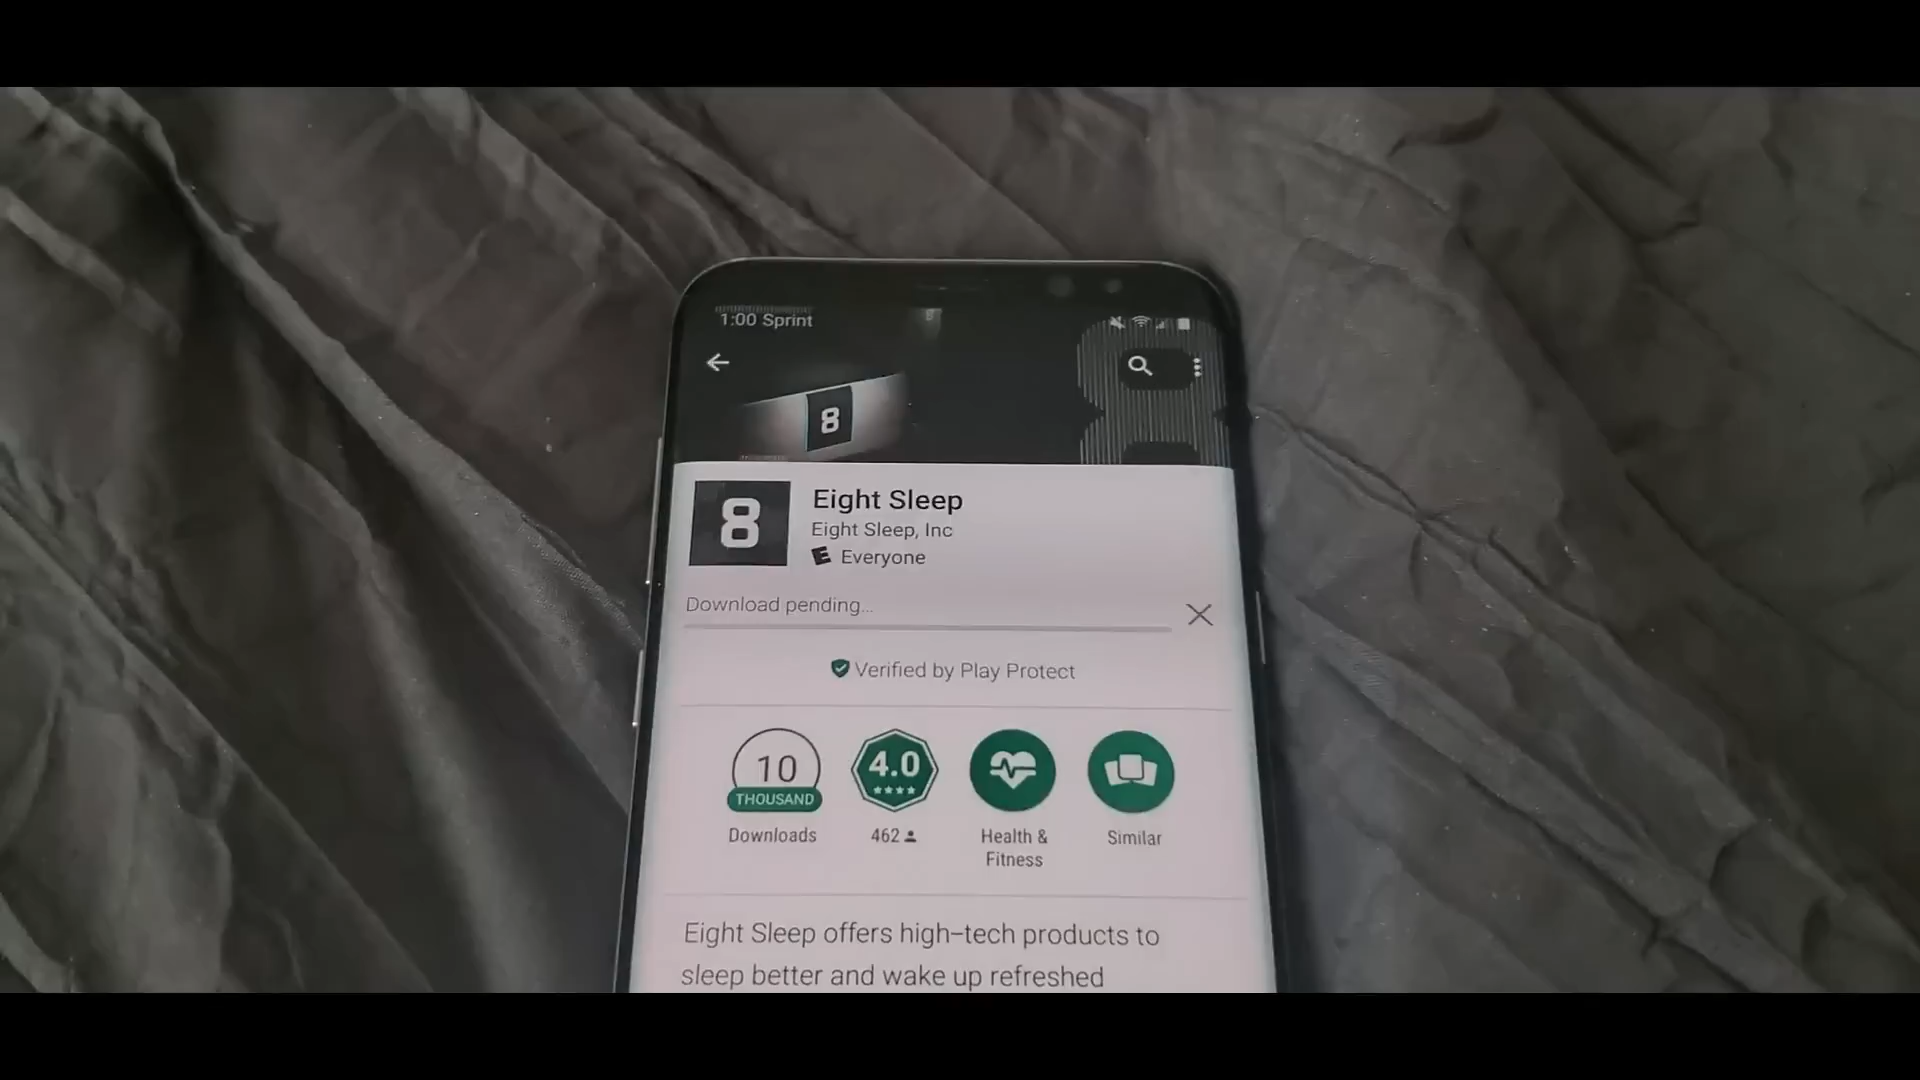 1:00 Sprint
8
8
Eight Sleep
Eight Sleep, Inc
E Everyone
Download pending...
Verified by Play Protect
10
THOUSAND
Downloads
4.0
462
Health &
Fitness
Similar
Eight Sleep offers high-tech products to
sleep better and wake up refreshed